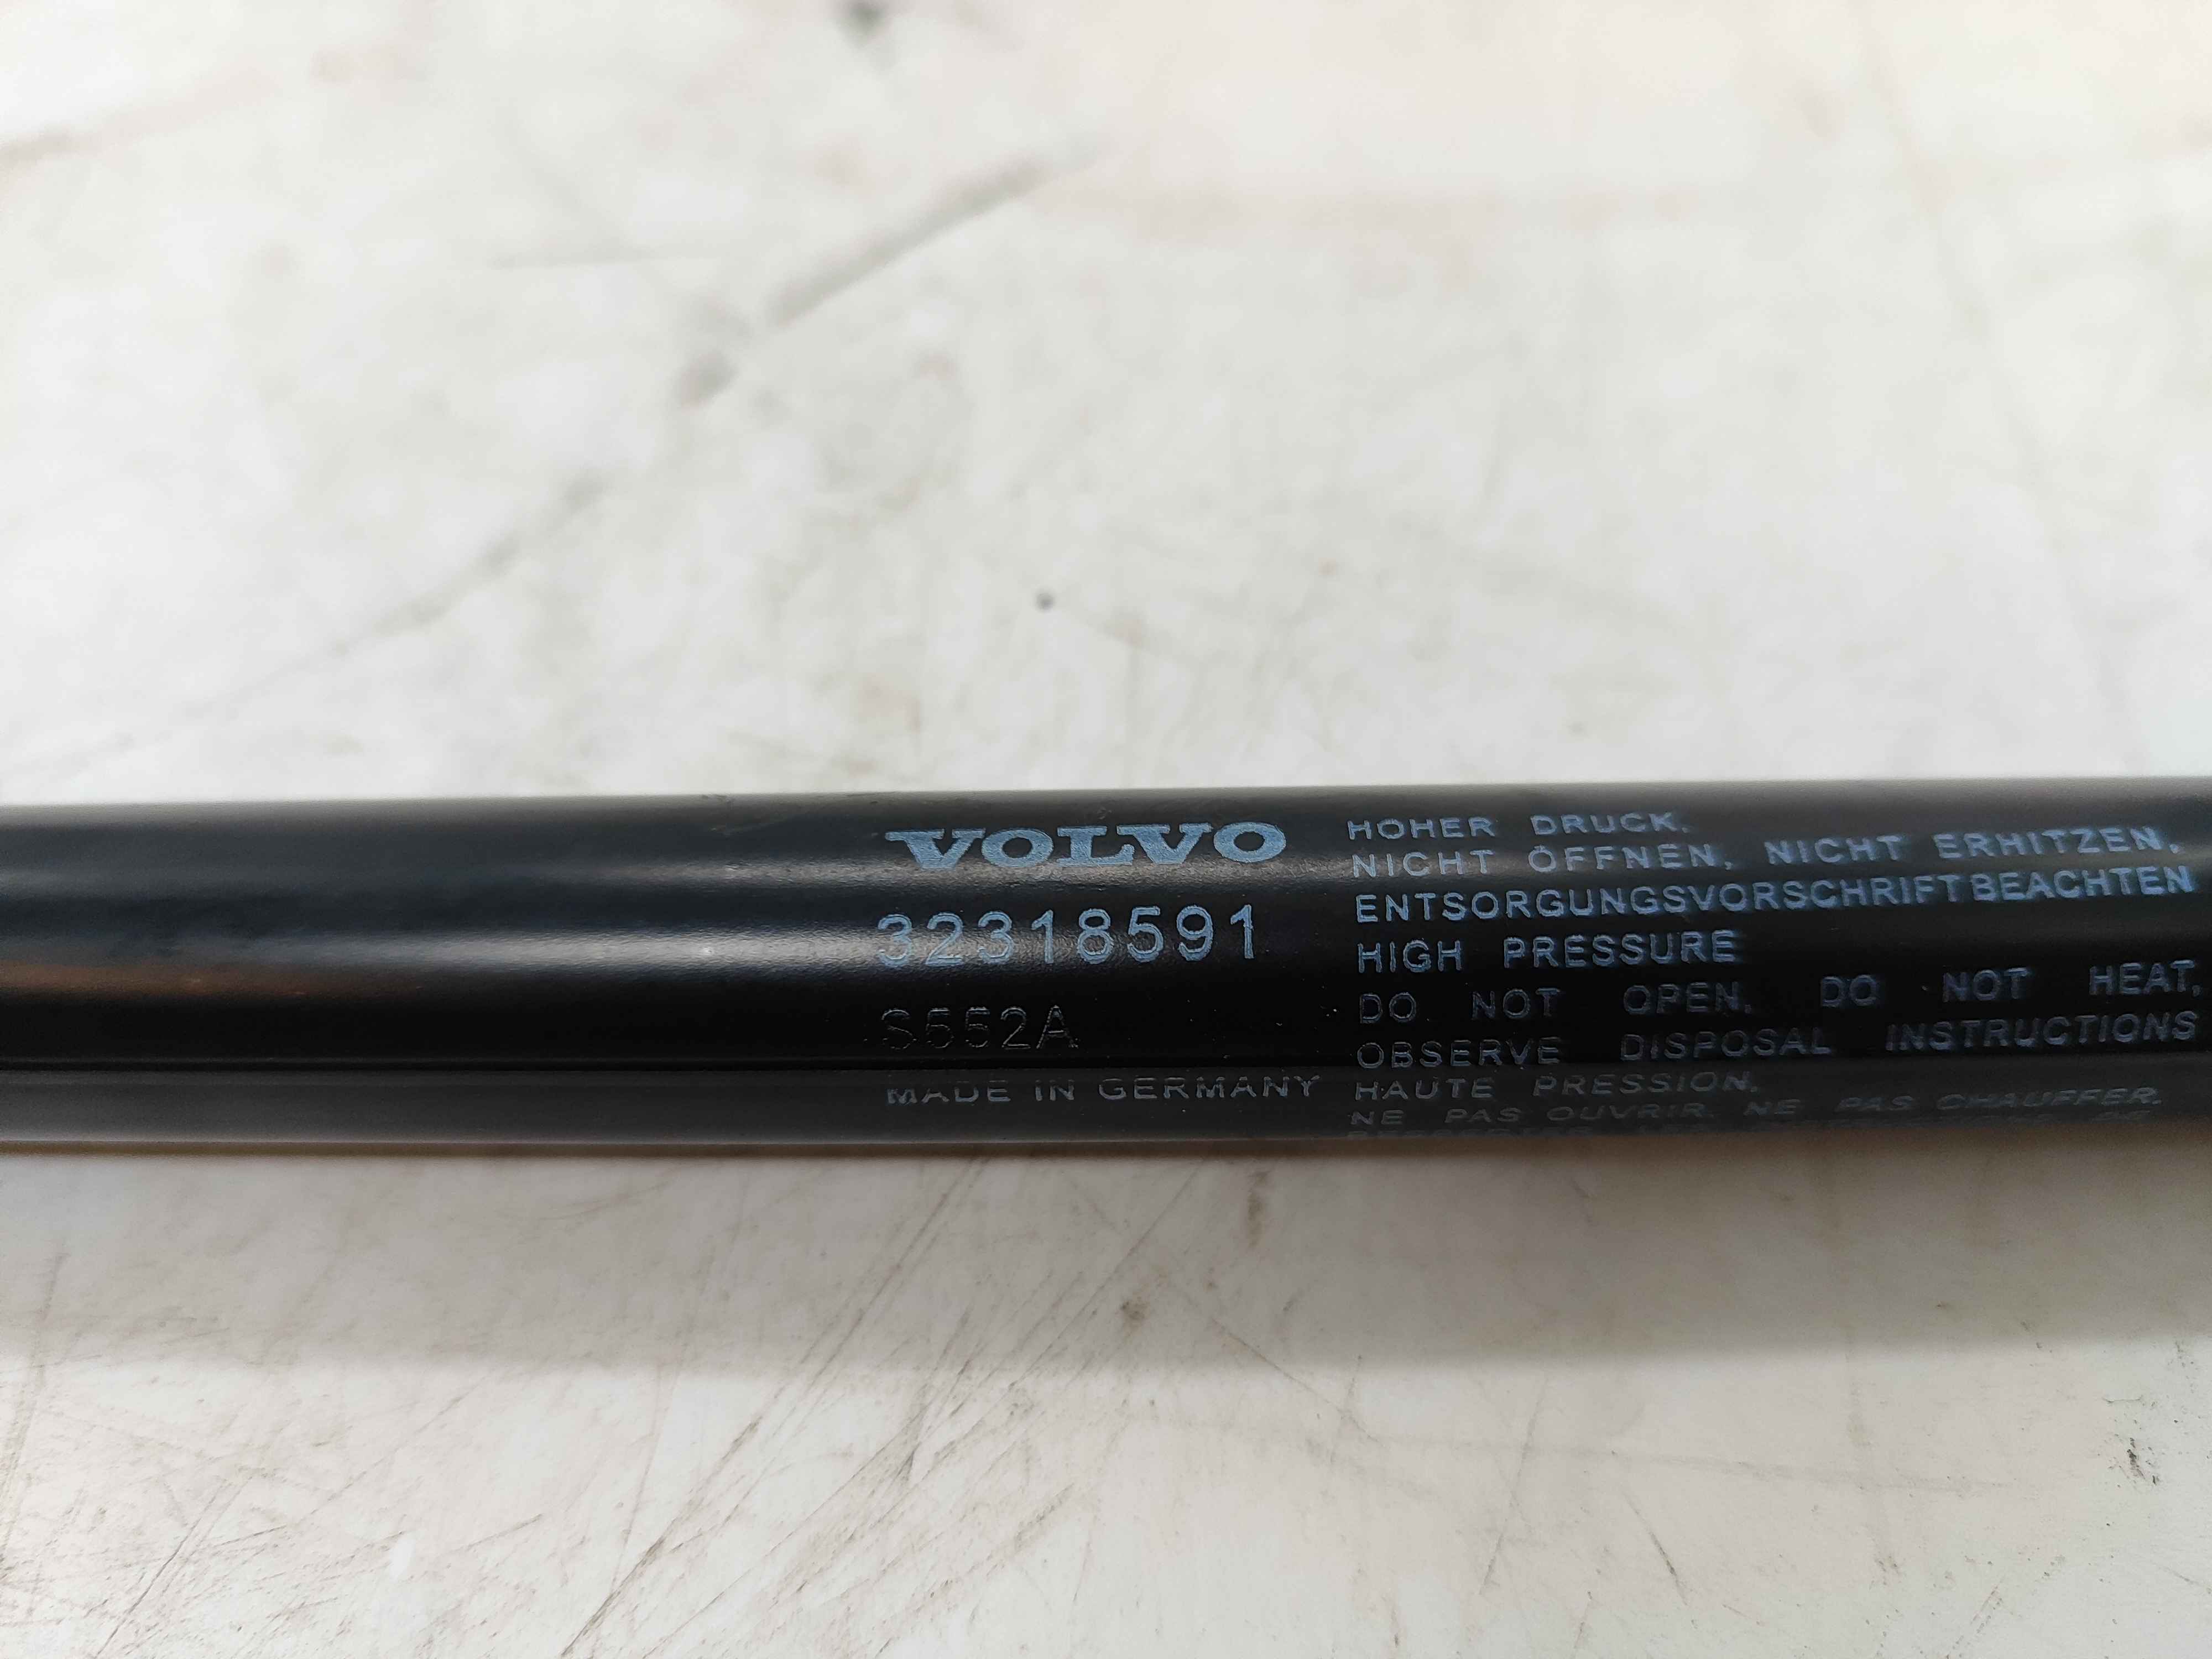 VOLVO
32318591
S552A
MADE IN GERMANY
HOHER DRUCK.
NICHT ÖFFNEN, NICHT ERHITZEN,
ENTSORGUNGSVORSCHRIFT BEACHTEN
HIGH PRESSURE
DO NOT OPEN, DO NOT HEAT,
OBSERVE DISPOSAL INSTRUCTIONS
HAUTE PRESSION,
NE PAS OUVRIR, NE PAS CHAUFFER,